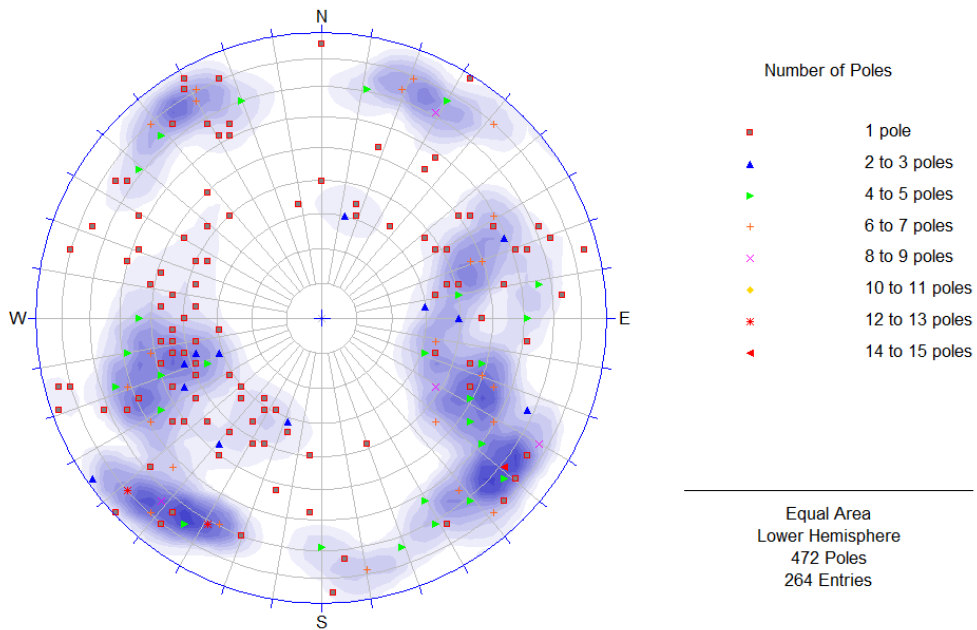 N
Number of Poles
1 pole
2 to 3 poles
4 to 5 poles
6 to 7 poles
8 to 9 poles
W
E
10 to 11 poles
12 to 13 poles
14 to 15 poles
Equal Area
Lower Hemisphere
472 Poles
264 Entries
S